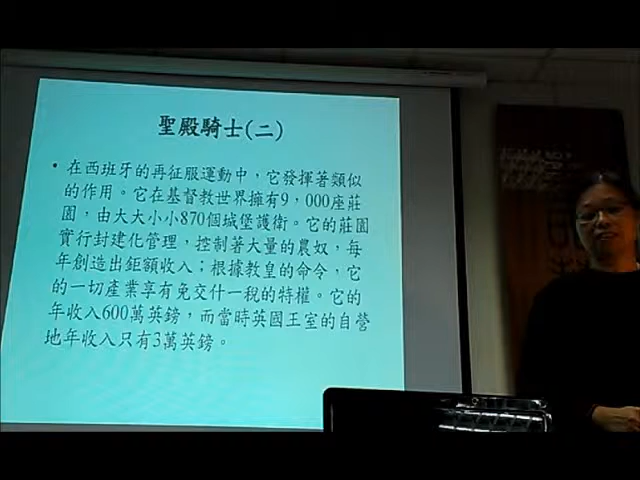 聖殿騎士(二)
• 在西班牙的再征服運動中，它發揮著類似
的作用。它在基督教世界擁有9，000座莊
園，由大大小小870個城堡護衛。它的莊園
實行封建化管理，控制著大量的農奴，每
年創造出鉅額收入；根據教皇的命令，它
的一切產業享有免交什一稅的特權。它的
年收入600萬英鎊，而當時英國王室的自營
地年收入只有3萬英鎊。